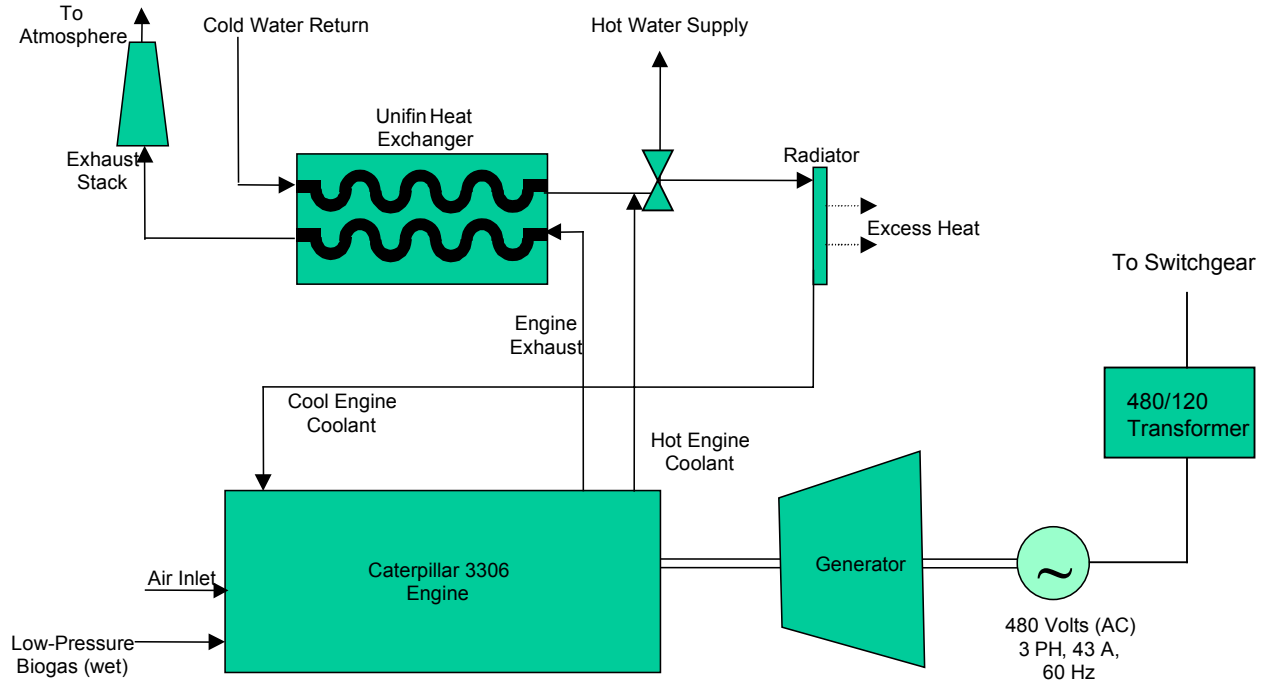 To
Atmosphere
Cold Water Return
Hot Water Supply
Unifin Heat
Exchanger
Exhaust
Stack
Radiator
Excess Heat
To Switchgear
Engine
Exhaust
480/120
Transformer
Cool Engine
Coolant
Hot Engine
Coolant
Caterpillar 3306
Engine
Generator
~
Air Inlet
Low-Pressure
Biogas (wet)
480 Volts (AC)
3 PH, 43 A,
60 Hz